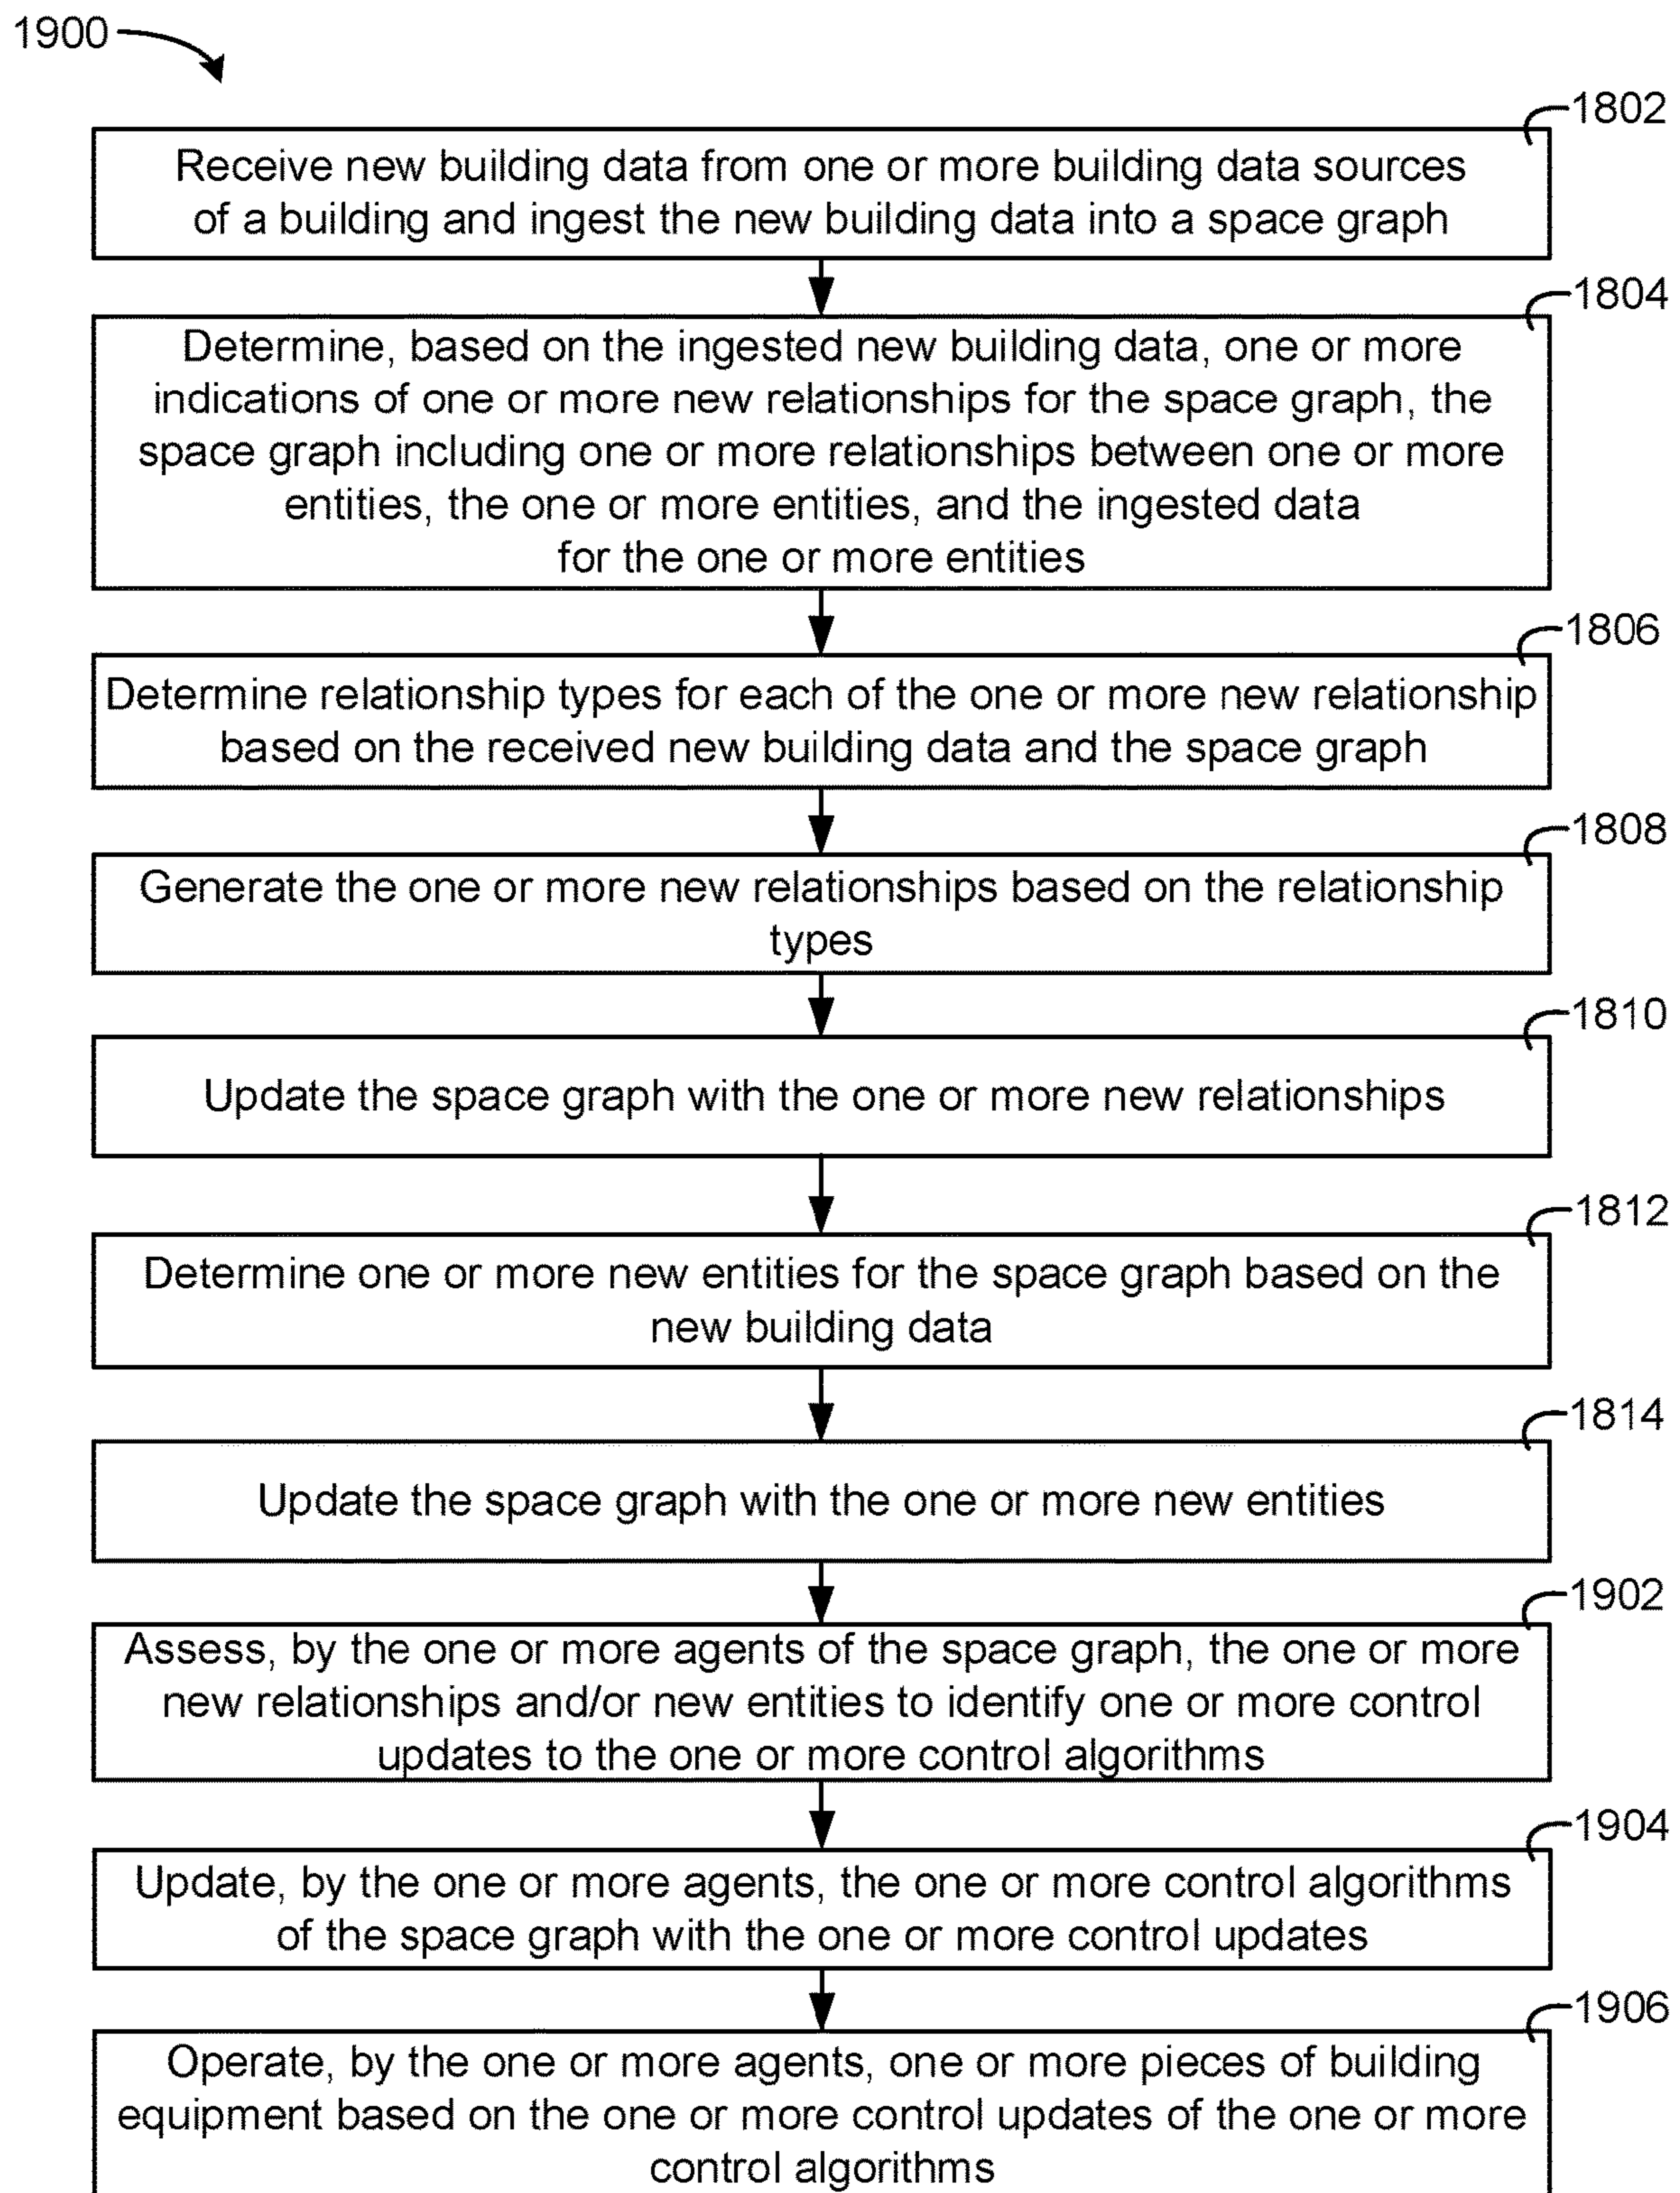 1900
1802
Receive new building data from one or more building data sources
of a building and ingest the new building data into a space graph
1804
Determine, based on the ingested new building data, one or more
indications of one or more new relationships for the space graph, the
space graph including one or more relationships between one or more
entities, the one or more entities, and the ingested data
for the one or more entities
1806
Determine relationship types for each of the one or more new relationship
based on the received new building data and the space graph
1808
Generate the one or more new relationships based on the relationship
types
1810
Update the space graph with the one or more new relationships
1812
Determine one or more new entities for the space graph based on the
new building data
1814
Update the space graph with the one or more new entities
1902
Assess, by the one or more agents of the space graph, the one or more
new relationships and/or new entities to identify one or more control
updates to the one or more control algorithms
1904
Update, by the one or more agents, the one or more control algorithms
of the space graph with the one or more control updates
1906
Operate, by the one or more agents, one or more pieces of building
equipment based on the one or more control updates of the one or more
control algorithms